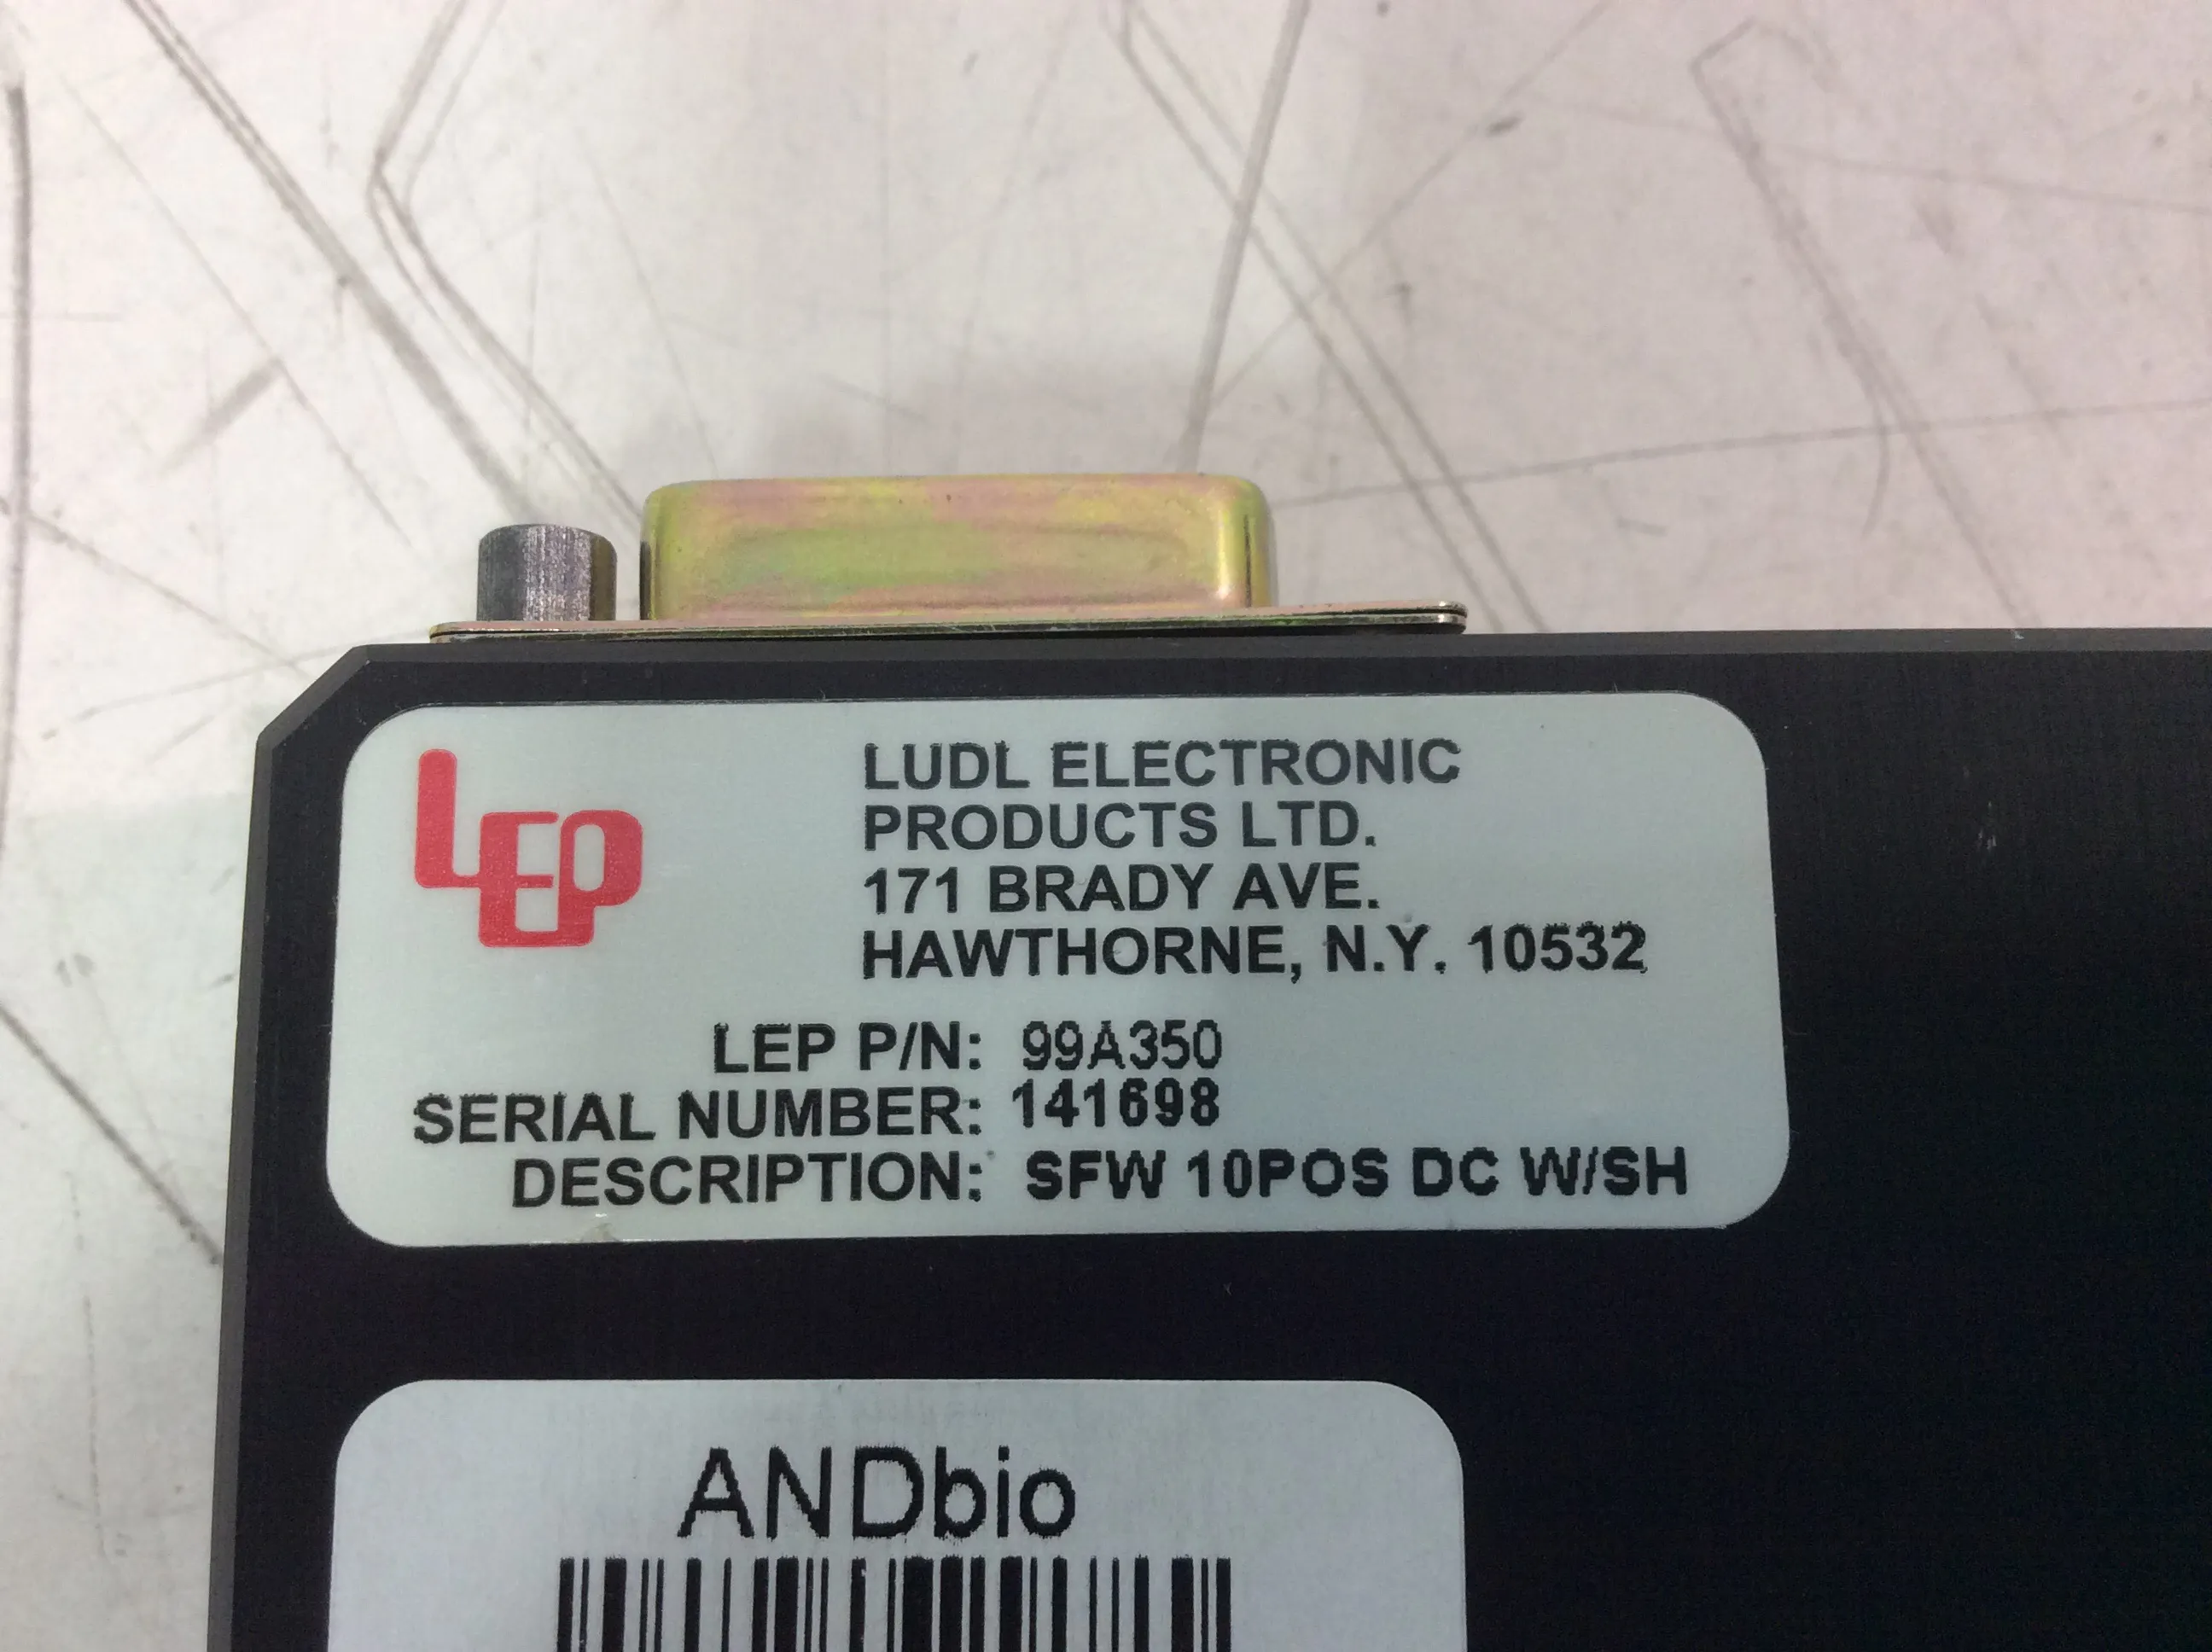 LEP
LUDL ELECTRONIC
PRODUCTS LTD.
171 BRADY AVE.
HAWTHORNE, N.Y. 10532
LEP P/N: 99A350
SERIAL NUMBER: 141698
DESCRIPTION: SFW 10POS DC W/SH
ANDbio